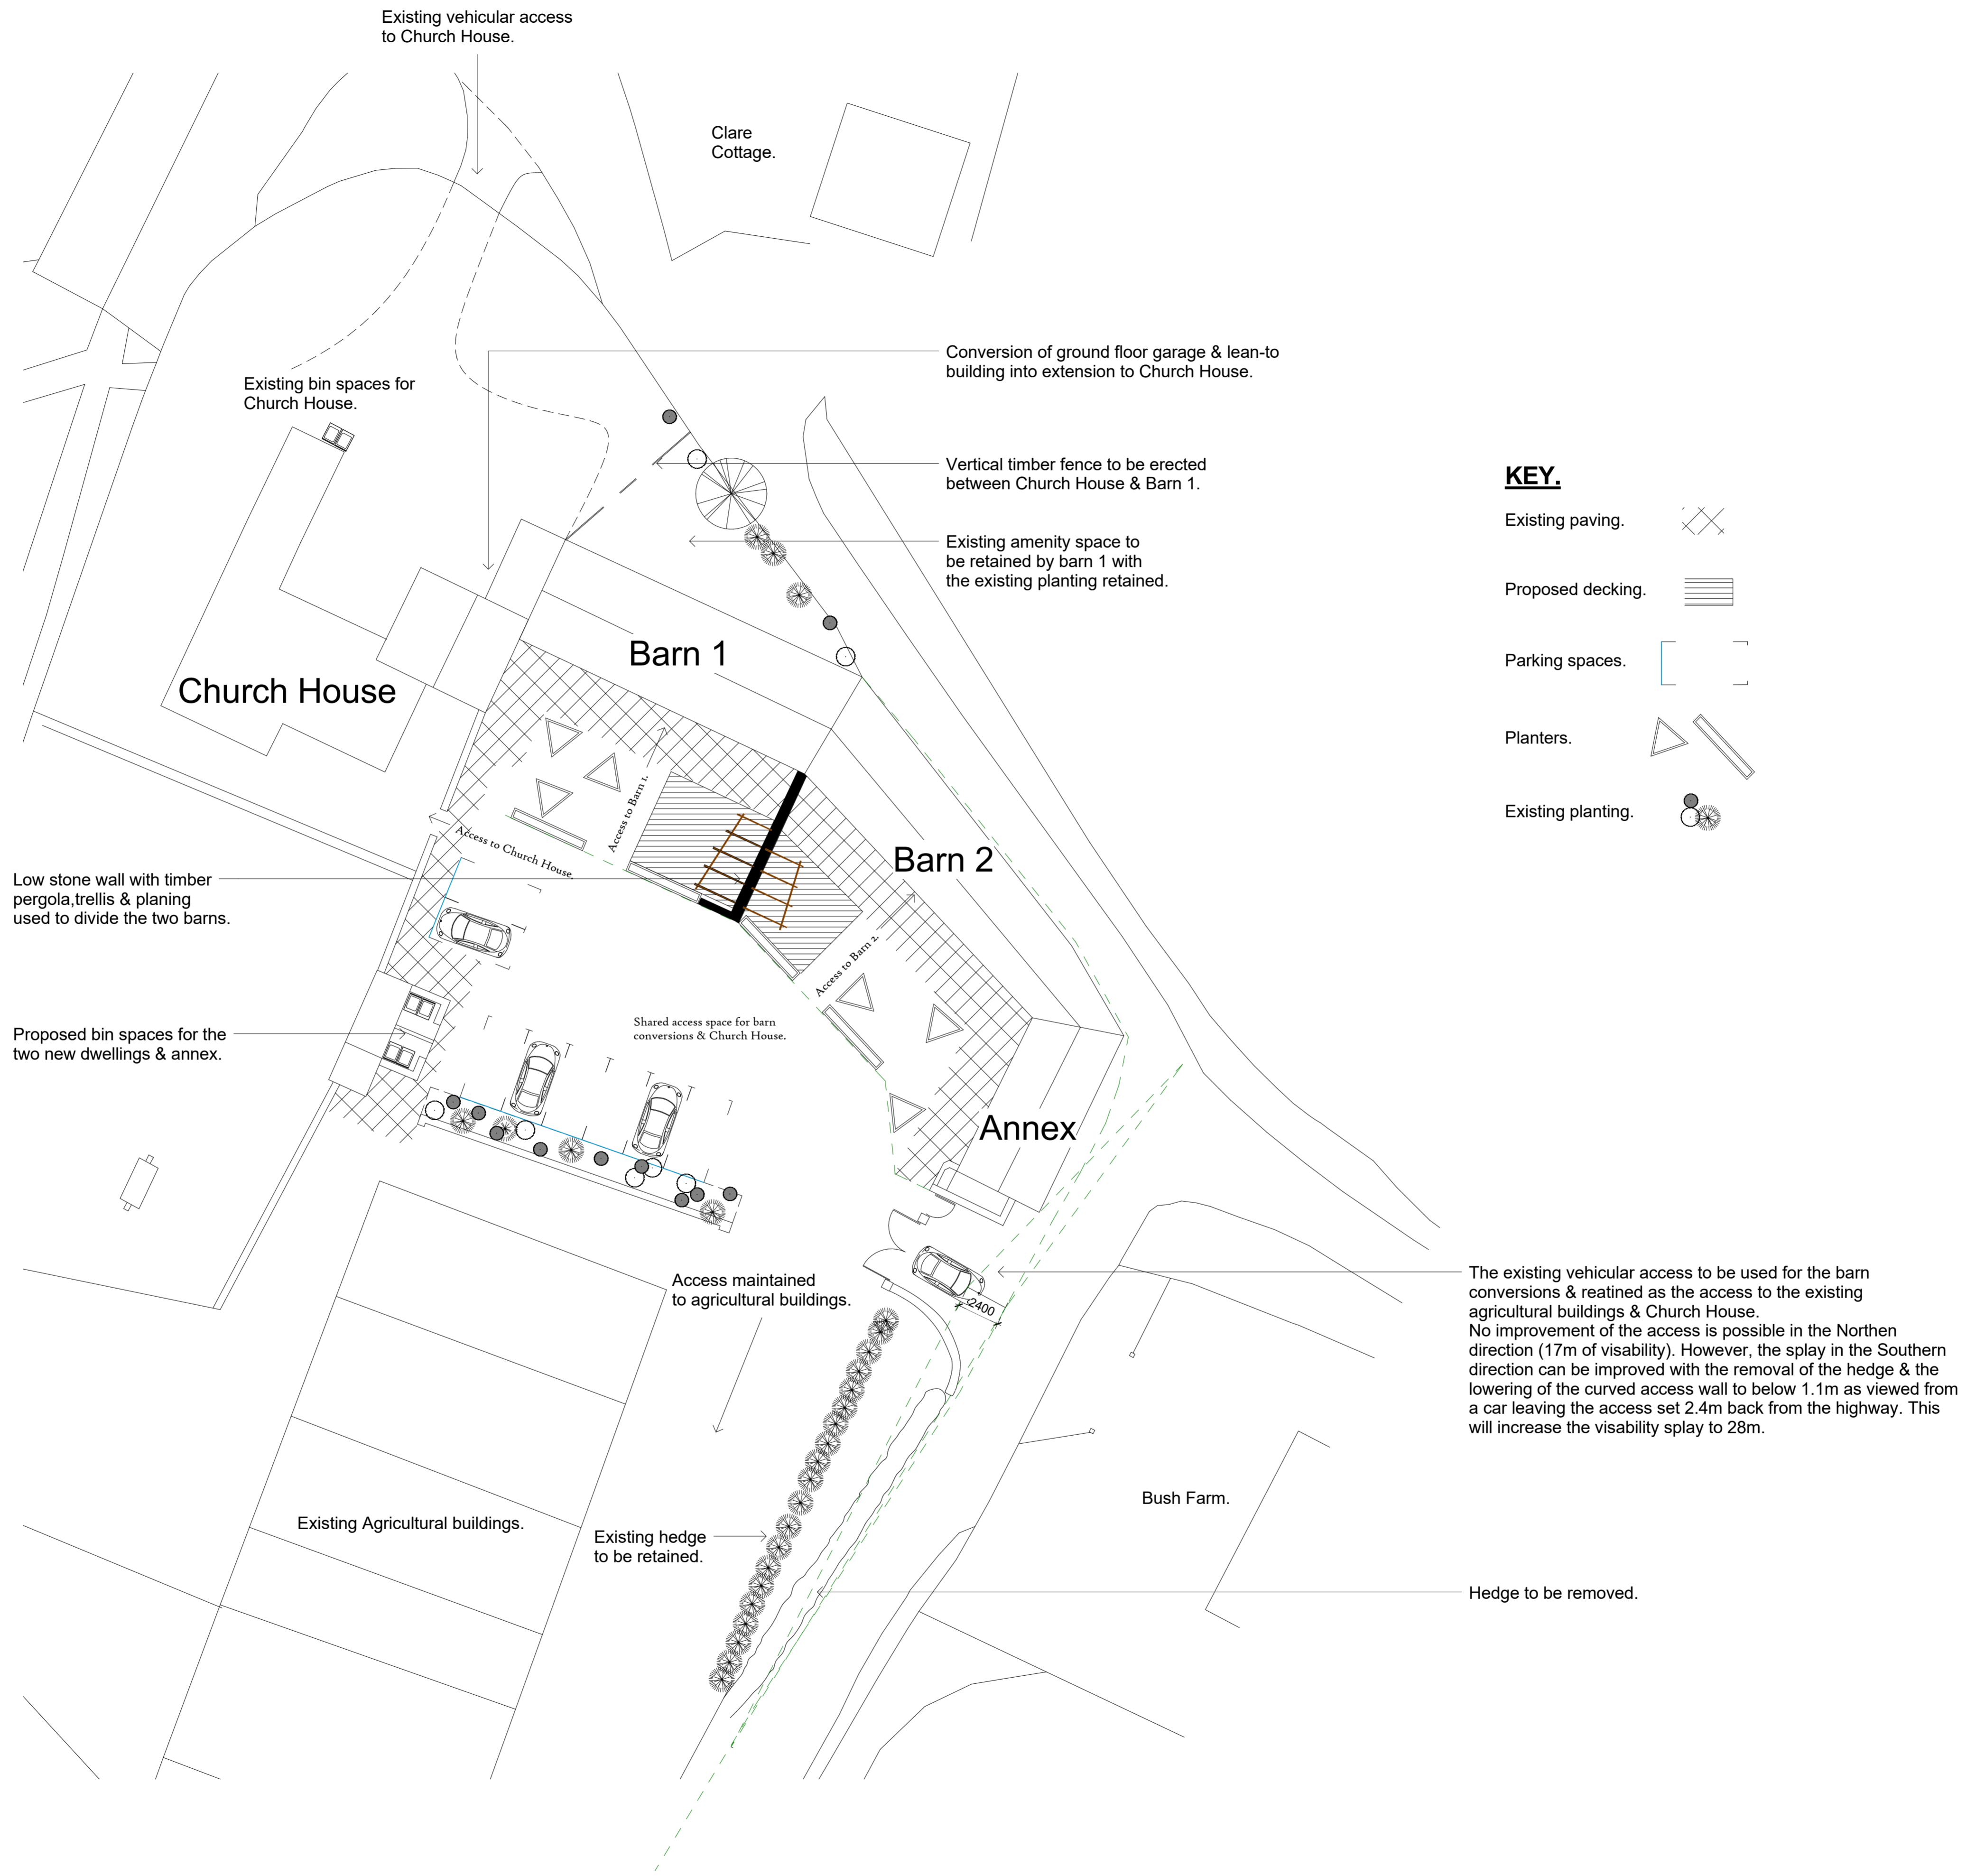 Existing vehicular access
to Church House.
Clare
Cottage.
Conversion of ground floor garage & lean-to
building into extension to Church House.
Existing bin spaces for
Church House.
Vertical timber fence to be erected
between Church House & Barn 1.
KEY.
Existing paving.
Existing amenity space to
be retained by barn 1 with
the existing planting retained.
Proposed decking.
Barn 1
Parking spaces.
Church House
Planters.
Existing planting.
Access to Barn 1.
Access to Church House.
Barn 2
Low stone wall with timber
pergola,trellis & planing
used to divide the two barns.
Access to Barn 2.
Shared access space for barn
conversions & Church House.
Proposed bin spaces for the
two new dwellings & annex.
Annex
Access maintained
to agricultural buildings.
2400
The existing vehicular access to be used for the barn
conversions & reatined as the access to the existing
agricultural buildings & Church House.
No improvement of the access is possible in the Northen
direction (17m of visability). However, the splay in the Southern
direction can be improved with the removal of the hedge & the
lowering of the curved access wall to below 1.1m as viewed from
a car leaving the access set 2.4m back from the highway. This
will increase the visability splay to 28m.
Bush Farm.
Existing Agricultural buildings.
Existing hedge
to be retained.
Hedge to be removed.